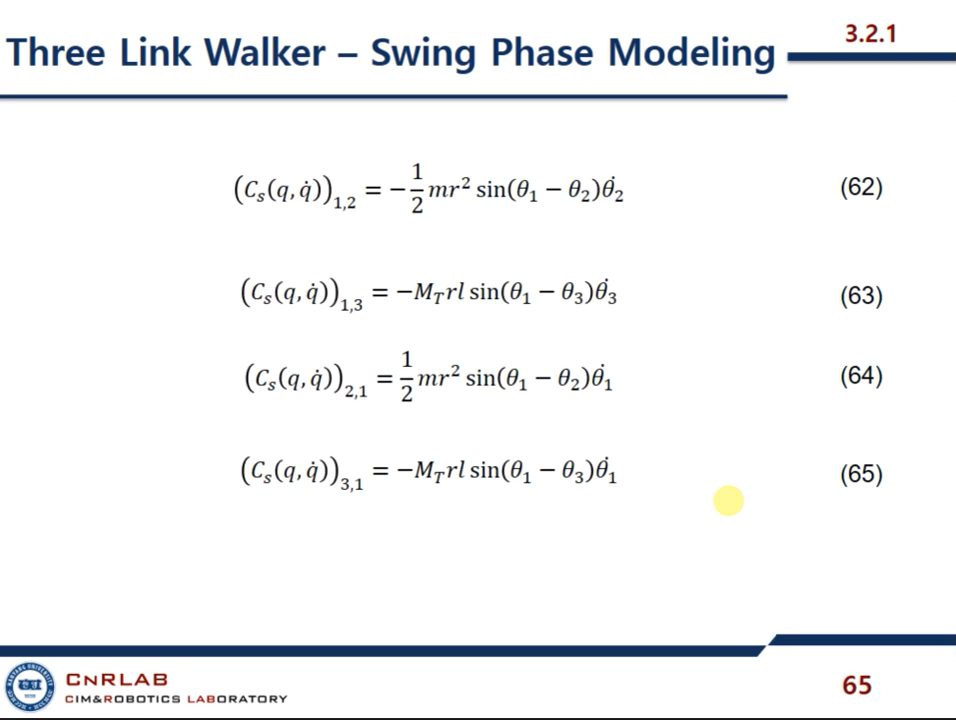 3.2.1
Three Link Walker – Swing Phase Modeling
(C_s(q, q̇))_{1,2} = −\frac{1}{2}mr² sin(θ₁ − θ₂)θ̇₂ (62)
(C_s(q, q̇))_{1,3} = −M_T rl sin(θ₁ − θ₃)θ̇₃ (63)
(C_s(q, q̇))_{2,1} = \frac{1}{2}mr² sin(θ₁ − θ₂)θ̇₁ (64)
(C_s(q, q̇))_{3,1} = −M_T rl sin(θ₁ − θ₃)θ̇₁ (65)
CNRLAB
CIM&ROBOTICS LABORATORY
65